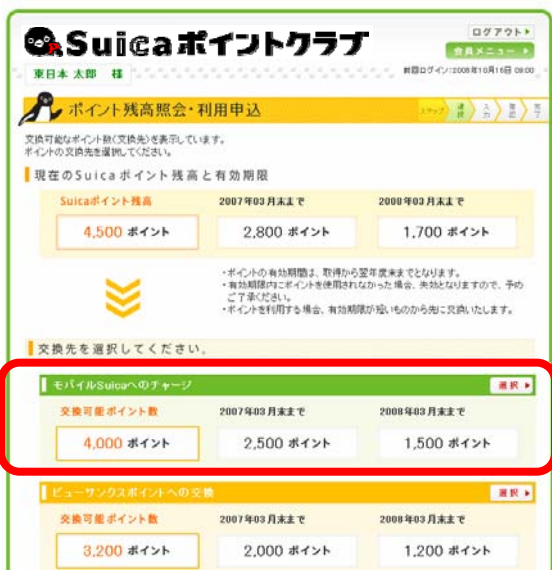 Suicaポイントクラブ
ログアウト
会員メニュー
東日本 太郎 様
前回ログイン:2006年10月16日 09:00
ポイント残高照会・利用申込
ステップ 選択 入力 確認 完了
交換可能なポイント数(交換先)を表示しています。
ポイントの交換先を選択してください。
現在のSuicaポイント残高と有効期限
Suicaポイント残高 2007年03月末まで 2008年03月末まで
4,500 ポイント 2,800 ポイント 1,700 ポイント
・ポイントの有効期間は、取得から翌年度末までとなります。
・有効期限内にポイントを使用されなかった場合、失効となりますので、予め
ご了承ください。
・ポイントを利用する場合、有効期限が短いものから先に交換いたします。
交換先を選択してください。
モバイルSuicaへのチャージ 選択
交換可能ポイント数 2007年03月末まで 2008年03月末まで
4,000 ポイント 2,500 ポイント 1,500 ポイント
ビューサンクスポイントへの交換 選択
交換可能ポイント数 2007年03月末まで 2008年03月末まで
3,200 ポイント 2,000 ポイント 1,200 ポイント